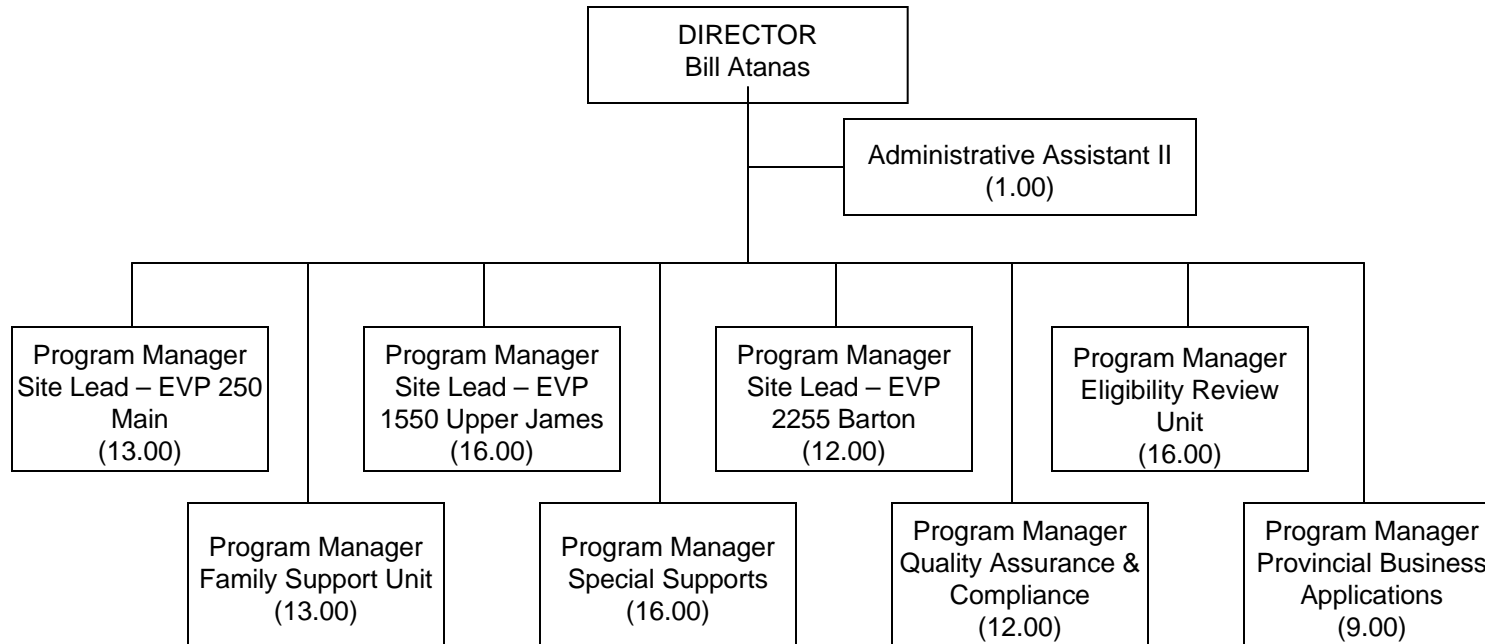 DIRECTOR
Bill Atanas
Administrative Assistant II
(1.00)
Program Manager
Site Lead – EVP 250
Main
(13.00)
Program Manager
Site Lead – EVP
1550 Upper James
(16.00)
Program Manager
Site Lead – EVP
2255 Barton
(12.00)
Program Manager
Eligibility Review
Unit
(16.00)
Program Manager
Family Support Unit
(13.00)
Program Manager
Special Supports
(16.00)
Program Manager
Quality Assurance &
Compliance
(12.00)
Program Manager
Provincial Business
Applications
(9.00)